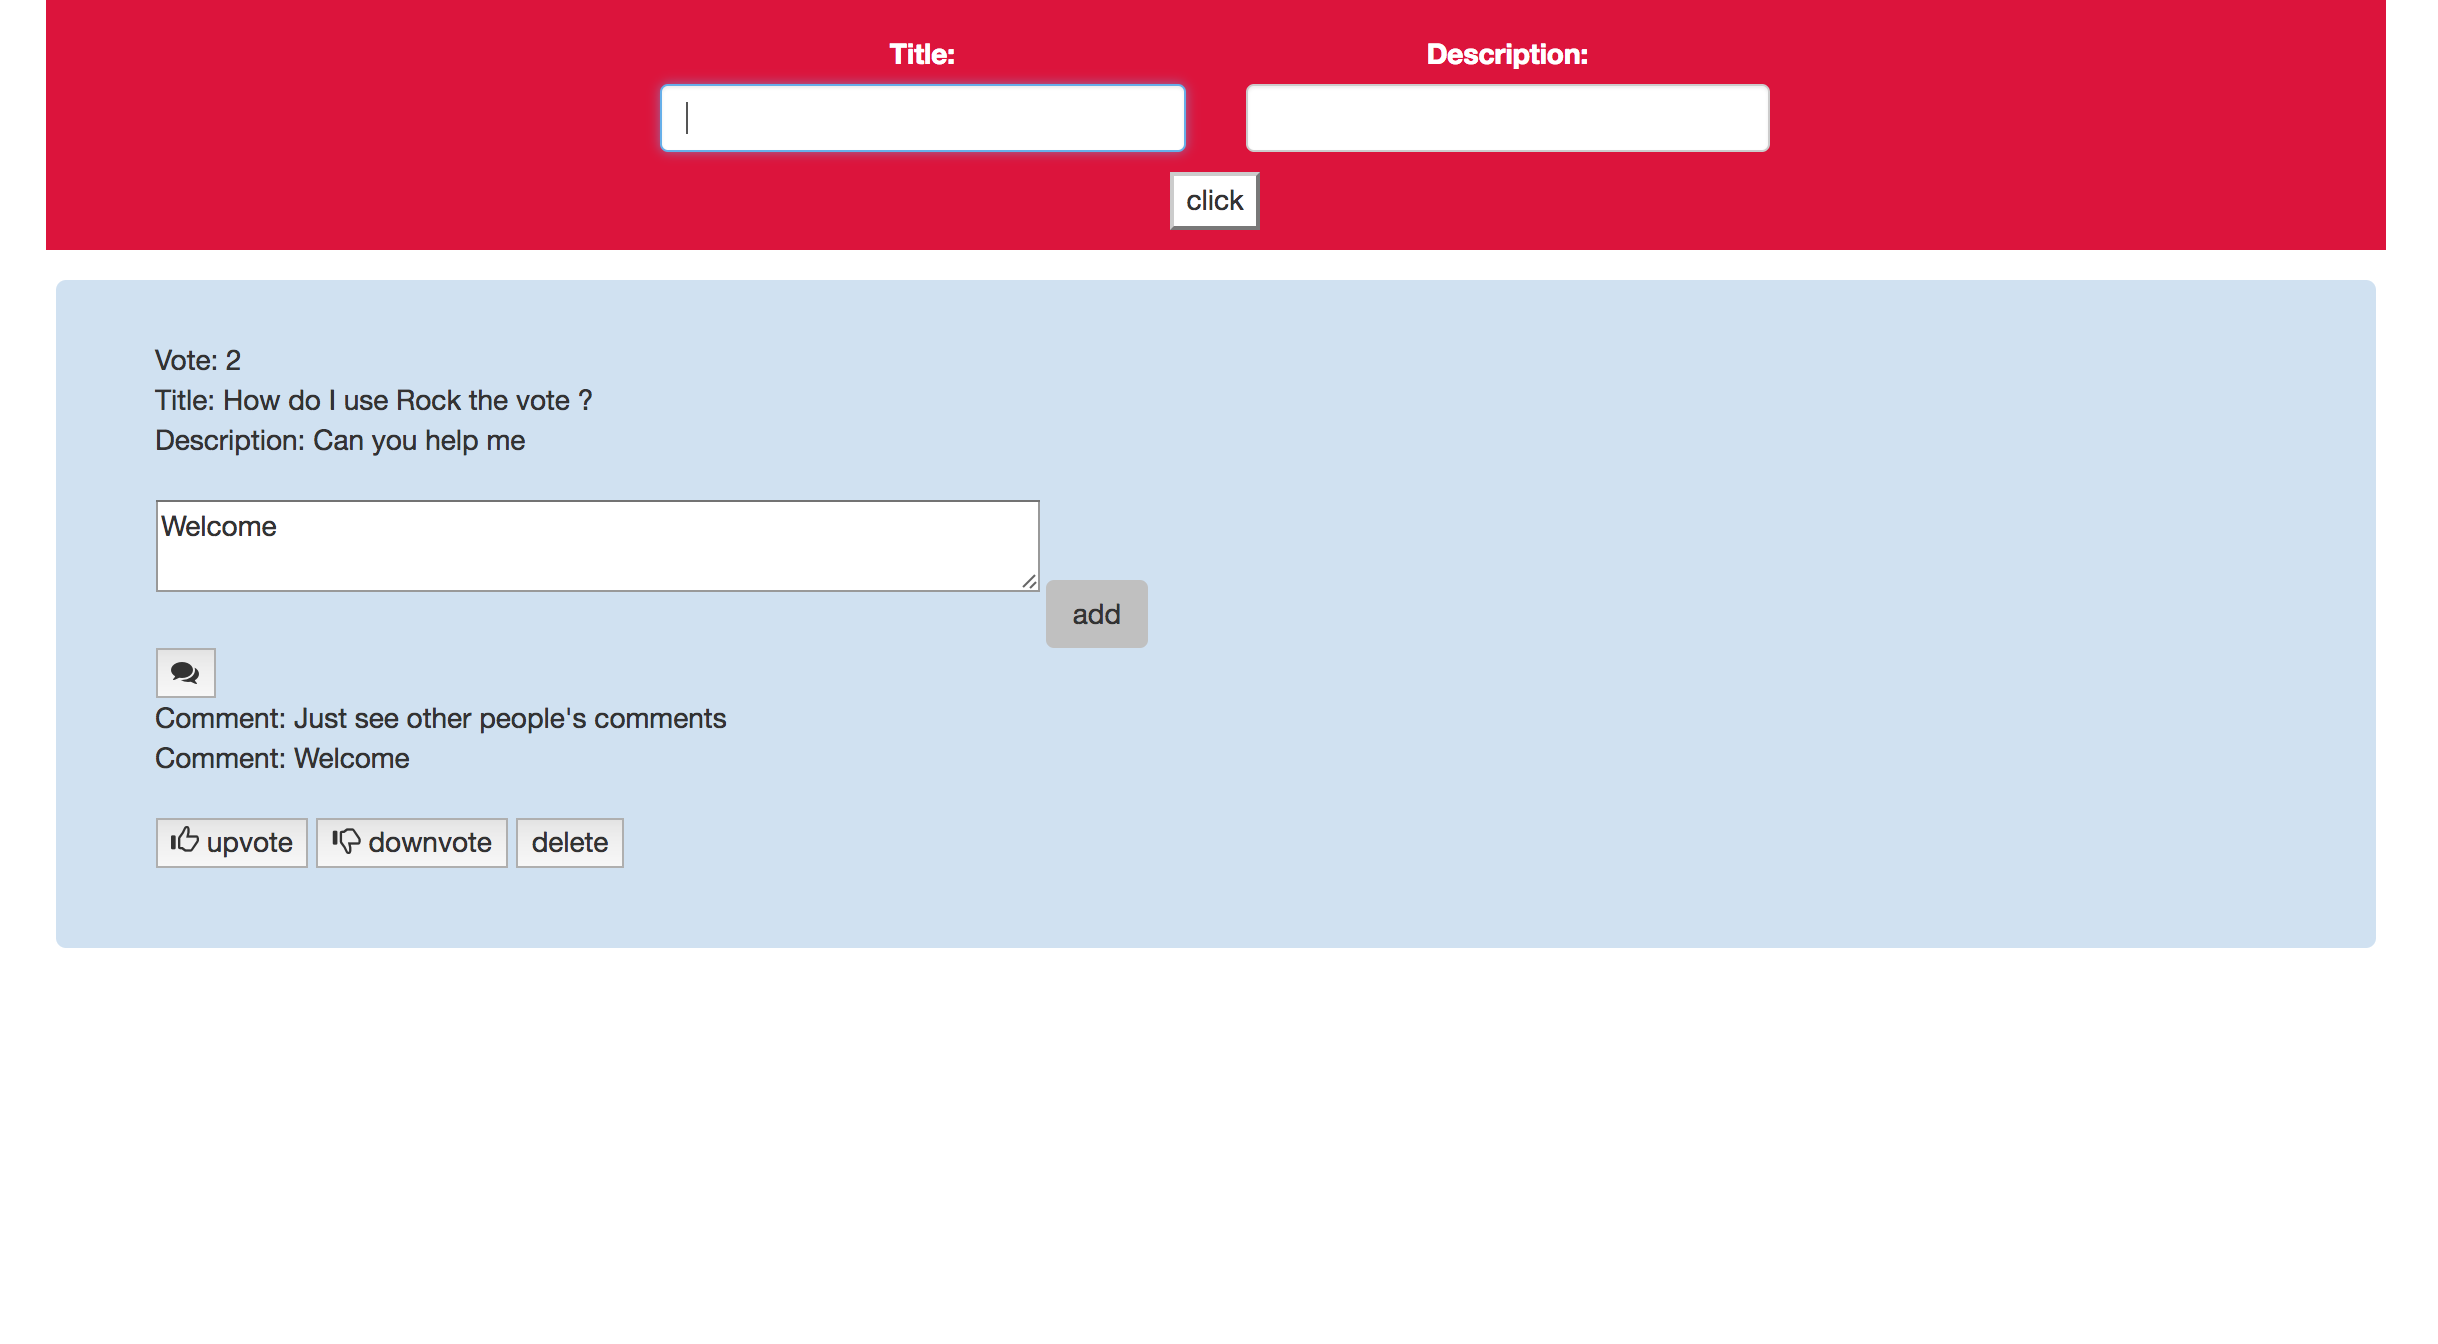 Title: Description:
click
Vote: 2
Title: How do I use Rock the vote ?
Description: Can you help me
Welcome
add
Comment: Just see other people's comments
Comment: Welcome
upvote downvote delete